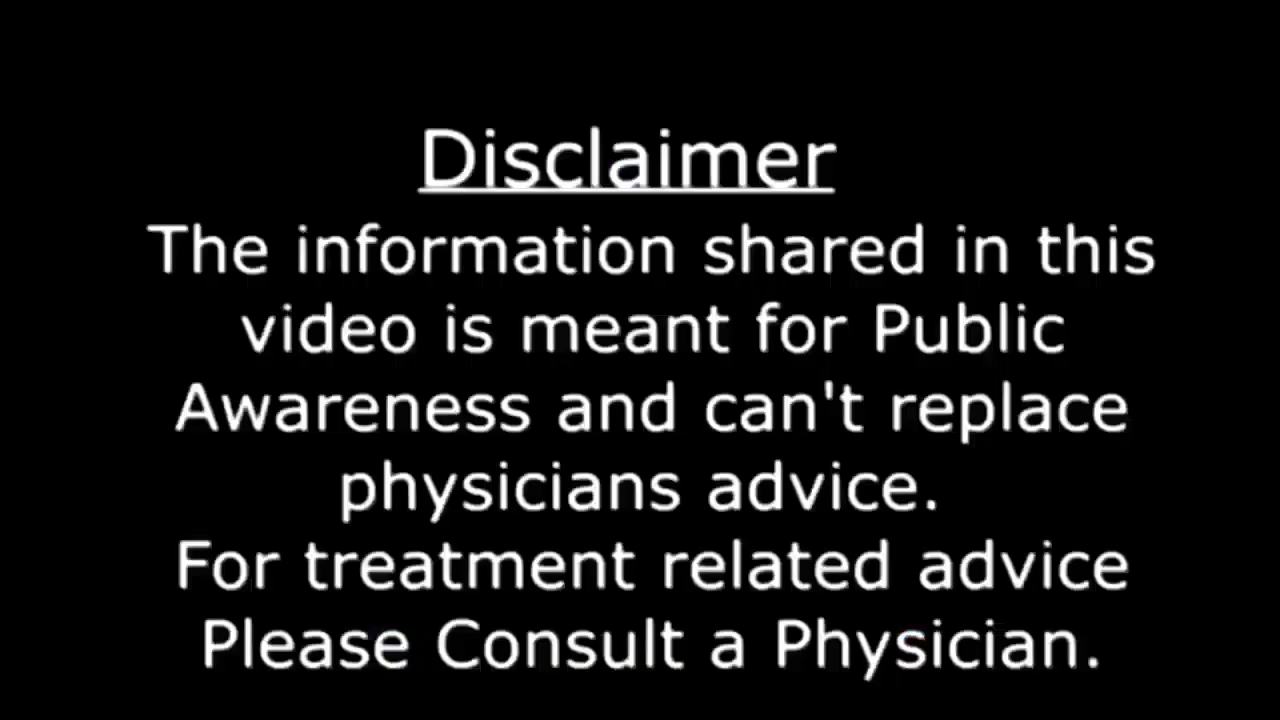 Disclaimer
The information shared in this
video is meant for Public
Awareness and can't replace
physicians advice.
For treatment related advice
Please Consult a Physician.